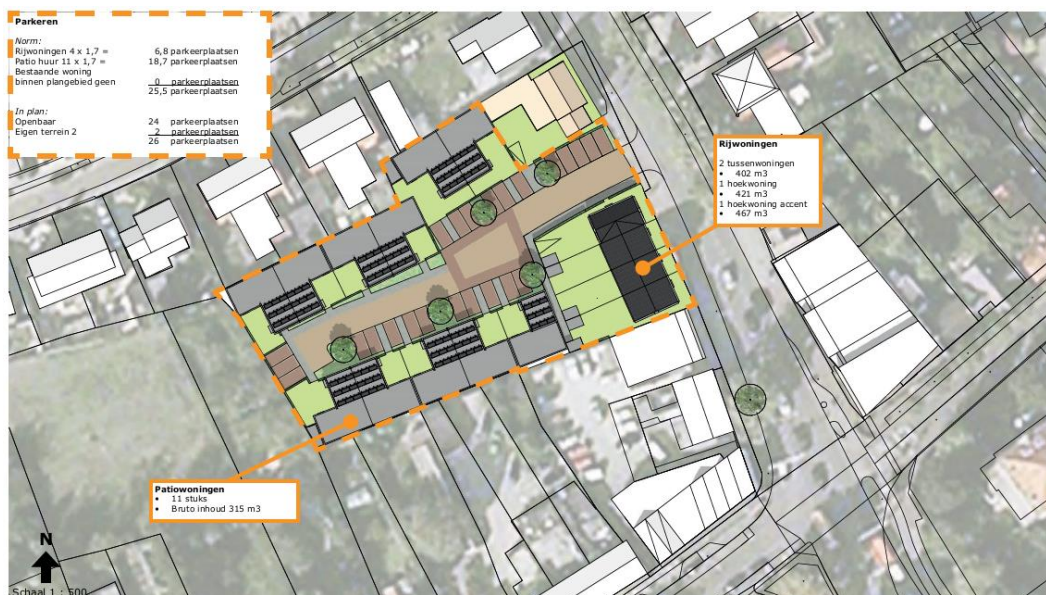 Parkeren
Norm:
Rijwoningen 4 x 1,7 = 6,8 parkeerplaatsen
Patio huur 11 x 1,7 = 18,7 parkeerplaatsen
Bestaande woning
binnen plangebied geen 0 parkeerplaatsen
25,5 parkeerplaatsen
In plan:
Openbaar 24 parkeerplaatsen
Eigen terrein 2 2 parkeerplaatsen
26 parkeerplaatsen
Rijwoningen
2 tussenwoningen
• 402 m3
1 hoekwoning
• 421 m3
1 hoekwoning accent
• 467 m3
Patiowoningen
• 11 stuks
• Bruto inhoud 315 m3
N
Schaal 1 : 500